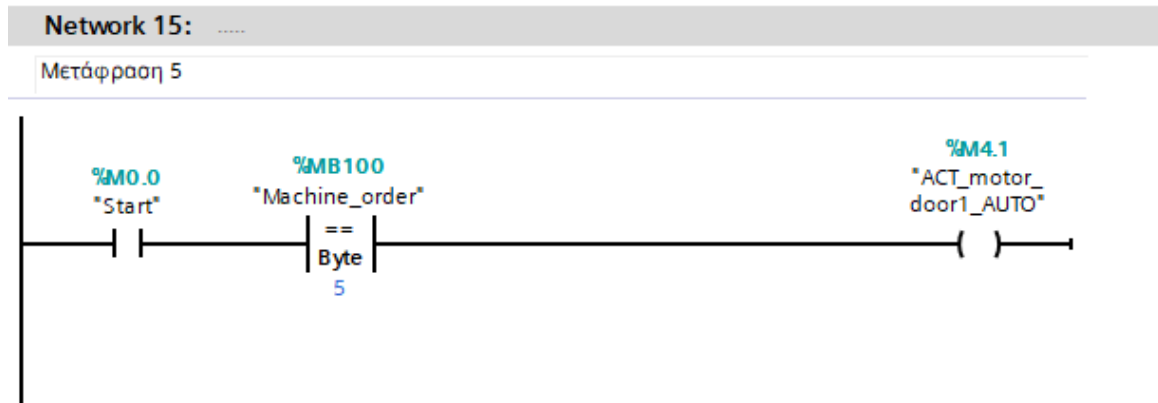 Network 15: .....
Μετάφραση 5
%M0.0
"Start"
%MB100
"Machine_order"
==
Byte
5
%M4.1
"ACT_motor_
door1_AUTO"
( )